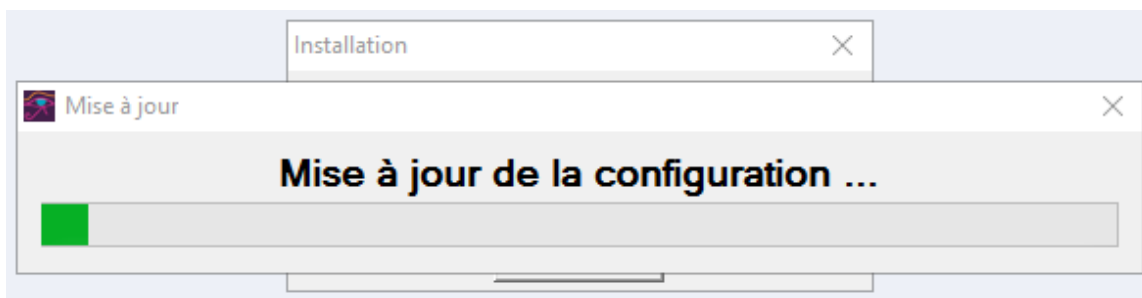 Installation
Mise à jour
Mise à jour de la configuration ...